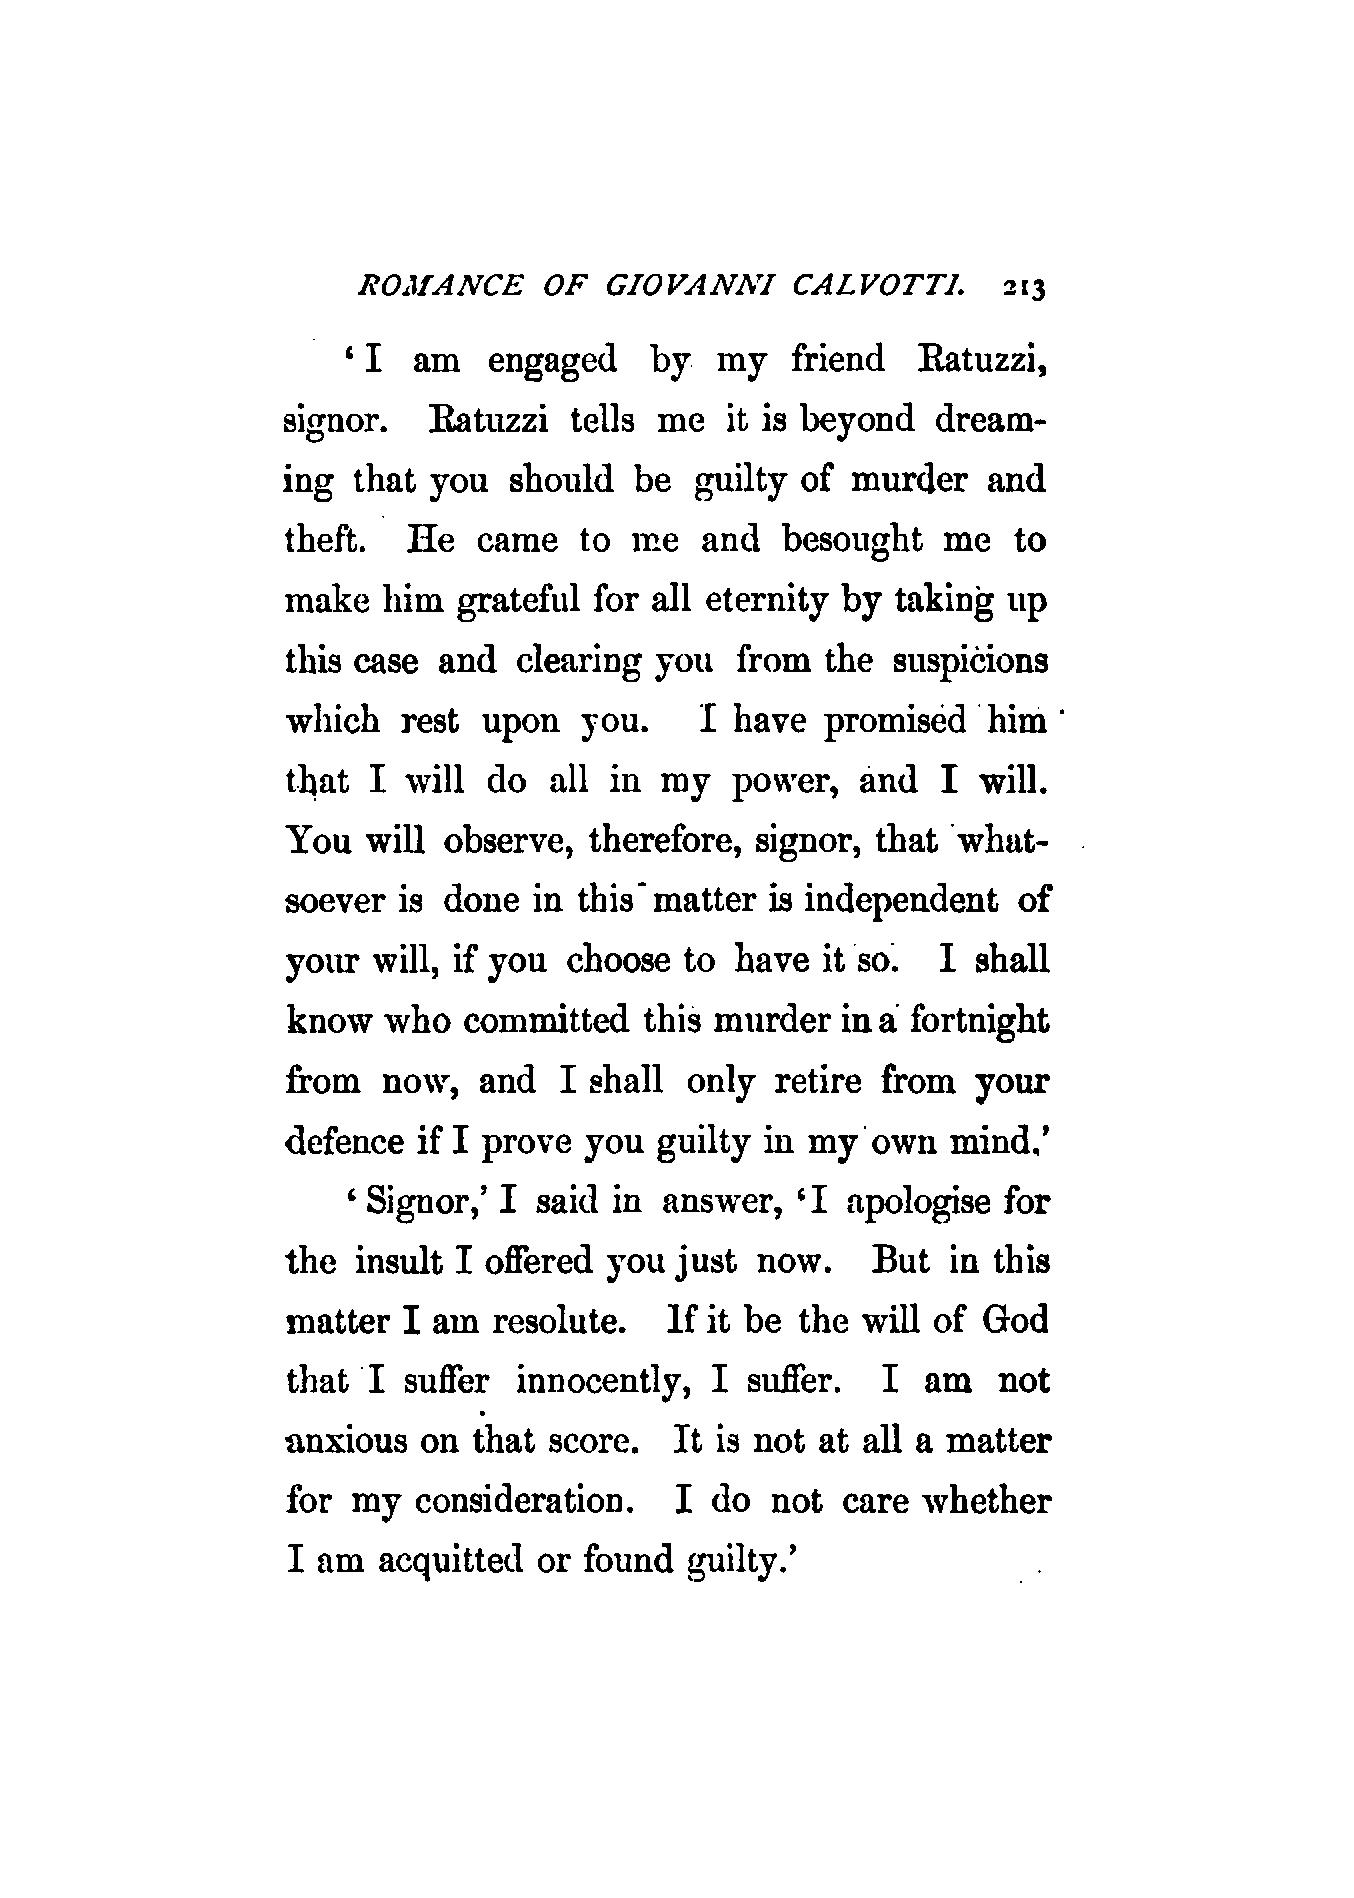 ROMANCE OF GIOVANNI CALVOTTI. 213
‘I am engaged by my friend Ratuzzi,
signor. Ratuzzi tells me it is beyond dream-
ing that you should be guilty of murder and
theft. He came to me and besought me to
make him grateful for all eternity by taking up
this case and clearing you from the suspicions
which rest upon you. I have promised him
that I will do all in my power, and I will.
You will observe, therefore, signor, that what-
soever is done in this matter is independent of
your will, if you choose to have it so. I shall
know who committed this murder in a fortnight
from now, and I shall only retire from your
defence if I prove you guilty in my own mind.’
‘Signor,’ I said in answer, ‘I apologise for
the insult I offered you just now. But in this
matter I am resolute. If it be the will of God
that I suffer innocently, I suffer. I am not
anxious on that score. It is not at all a matter
for my consideration. I do not care whether
I am acquitted or found guilty.’